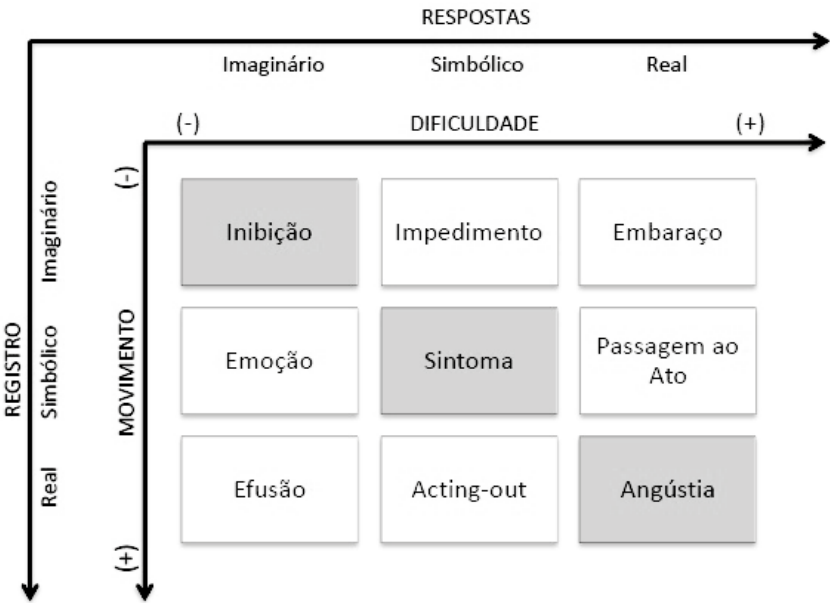 RESPOSTAS
Imaginário Simbólico Real
(-) DIFICULDADE (+)
REGISTRO
Imaginário
Simbólico
Real
(-)
MOVIMENTO
(+)
Inibição Impedimento Embaraço
Emoção Sintoma Passagem ao
Ato
Efusão Acting-out Angústia